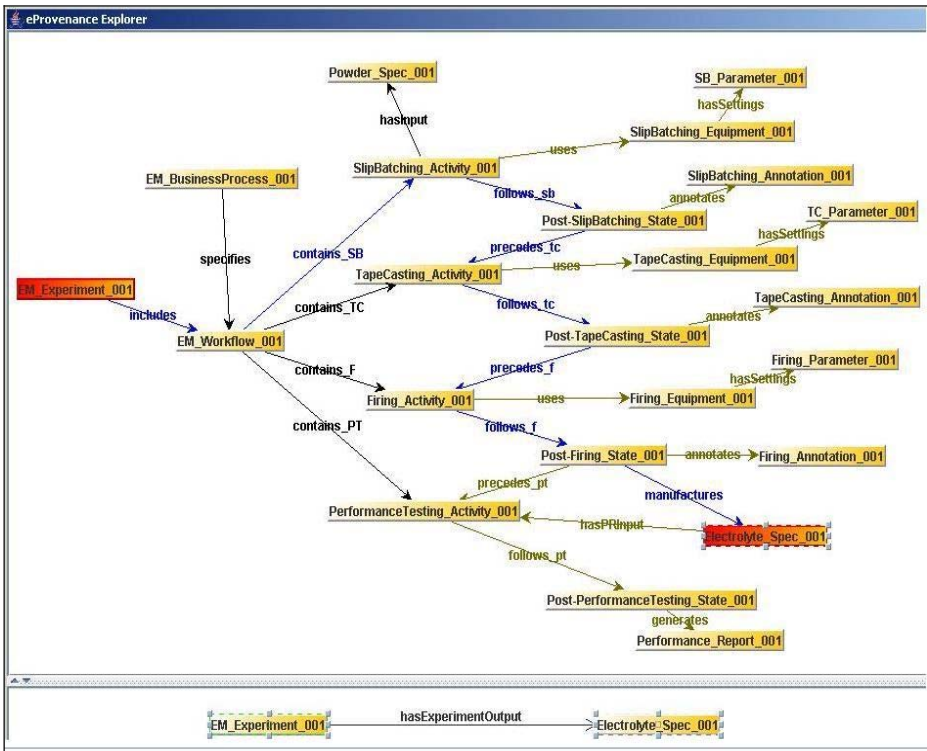 eProvenance Explorer
Powder_Spec_001
SB_Parameter_001
hasSettings
hasInput
SlipBatching_Equipment_001
uses
SlipBatching_Activity_001
EM_BusinessProcess_001
SlipBatching_Annotation_001
follows_sb
annotates
TC_Parameter_001
Post-SlipBatching_State_001
hasSettings
precedes_tc
contains_SB
specifies
TapeCasting_Equipment_001
uses
TapeCasting_Activity_001
EM_Experiment_001
TapeCasting_Annotation_001
contains_TC
follows_tc
includes
annotates
EM_Workflow_001
Post-TapeCasting_State_001
Firing_Parameter_001
precedes_f
contains_F
hasSettings
Firing_Activity_001
uses
Firing_Equipment_001
contains_PT
follows_f
Post-Firing_State_001
annotates
Firing_Annotation_001
precedes_pt
manufactures
PerformanceTesting_Activity_001
hasPRInput
Electrolyte_Spec_001
follows_pt
Post-PerformanceTesting_State_001
generates
Performance_Report_001
hasExperimentOutput
EM_Experiment_001
Electrolyte_Spec_001